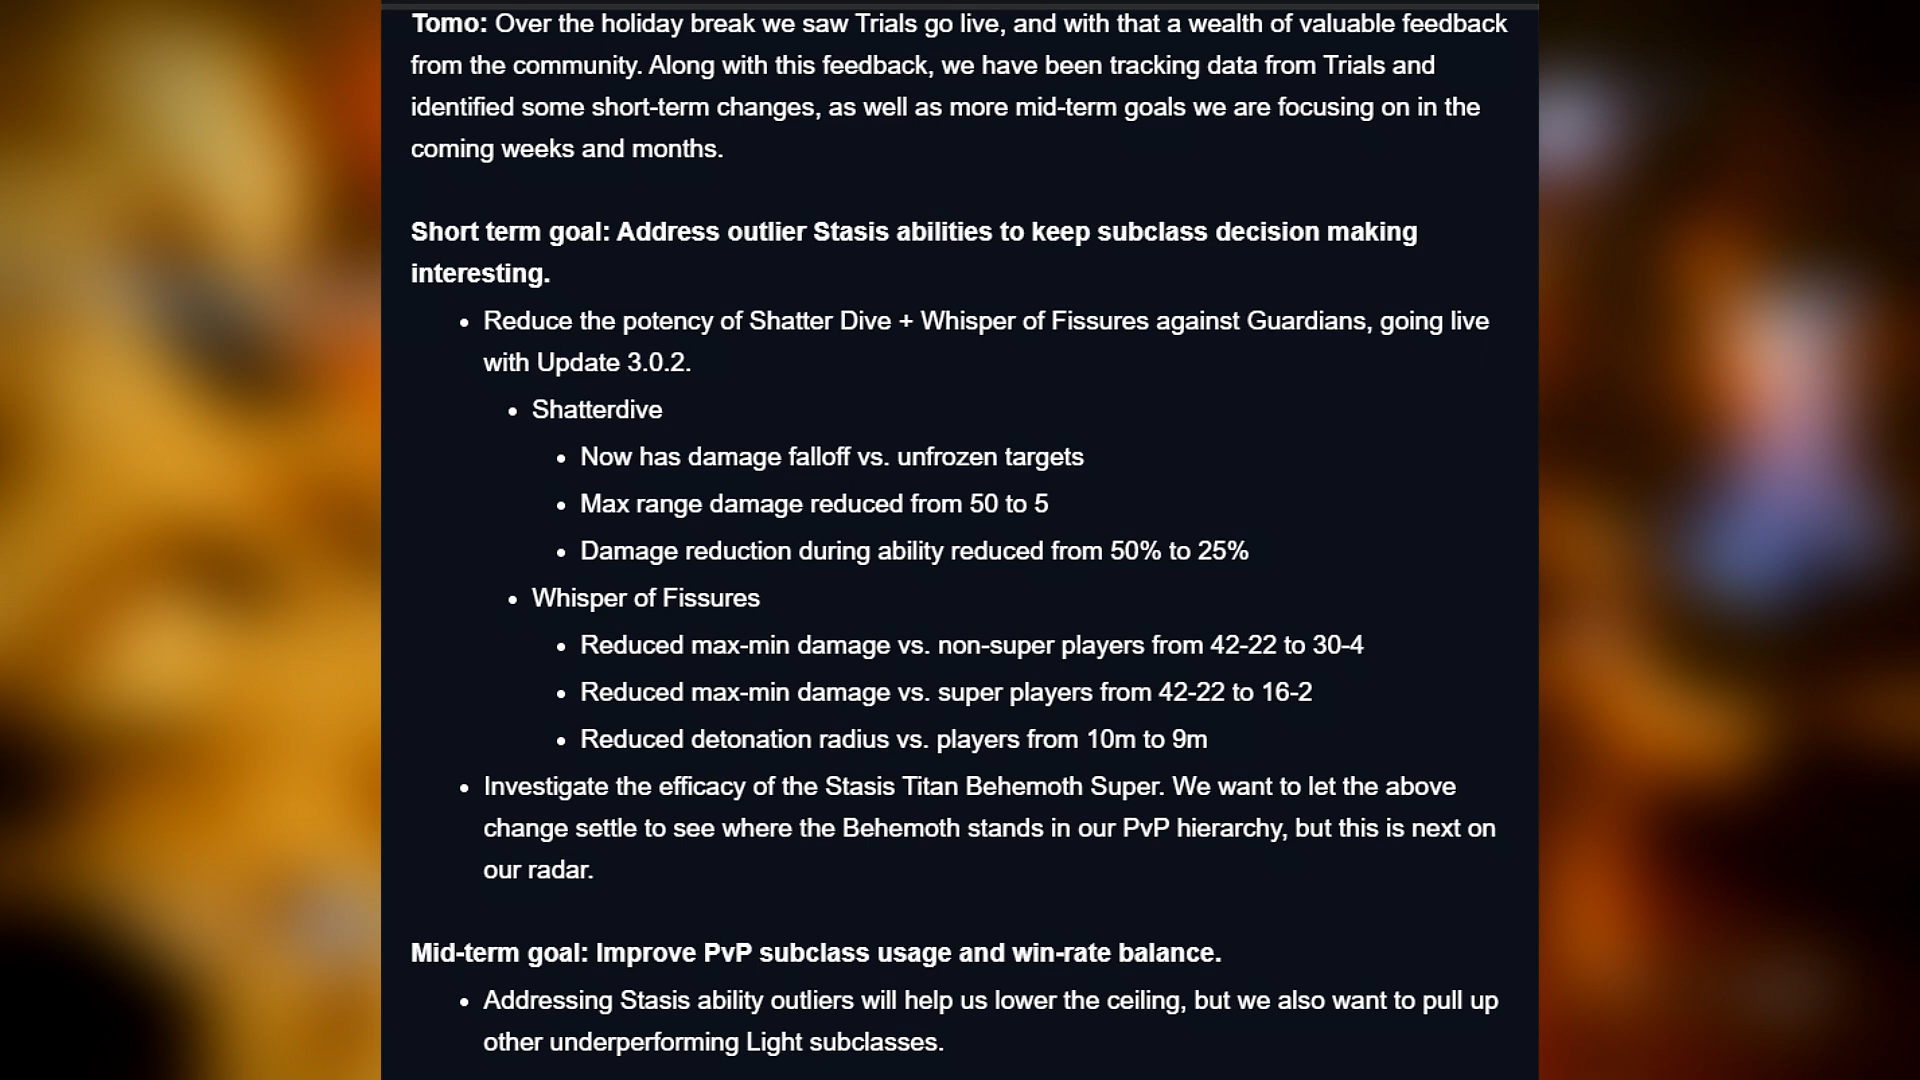 Tomo: Over the holiday break we saw Trials go live, and with that a wealth of valuable feedback
from the community. Along with this feedback, we have been tracking data from Trials and
identified some short-term changes, as well as more mid-term goals we are focusing on in the
coming weeks and months.
Short term goal: Address outlier Stasis abilities to keep subclass decision making
interesting.
• Reduce the potency of Shatter Dive + Whisper of Fissures against Guardians, going live
with Update 3.0.2.
• Shatterdive
• Now has damage falloff vs. unfrozen targets
• Max range damage reduced from 50 to 5
• Damage reduction during ability reduced from 50% to 25%
• Whisper of Fissures
• Reduced max-min damage vs. non-super players from 42-22 to 30-4
• Reduced max-min damage vs. super players from 42-22 to 16-2
• Reduced detonation radius vs. players from 10m to 9m
• Investigate the efficacy of the Stasis Titan Behemoth Super. We want to let the above
change settle to see where the Behemoth stands in our PvP hierarchy, but this is next on
our radar.
Mid-term goal: Improve PvP subclass usage and win-rate balance.
• Addressing Stasis ability outliers will help us lower the ceiling, but we also want to pull up
other underperforming Light subclasses.